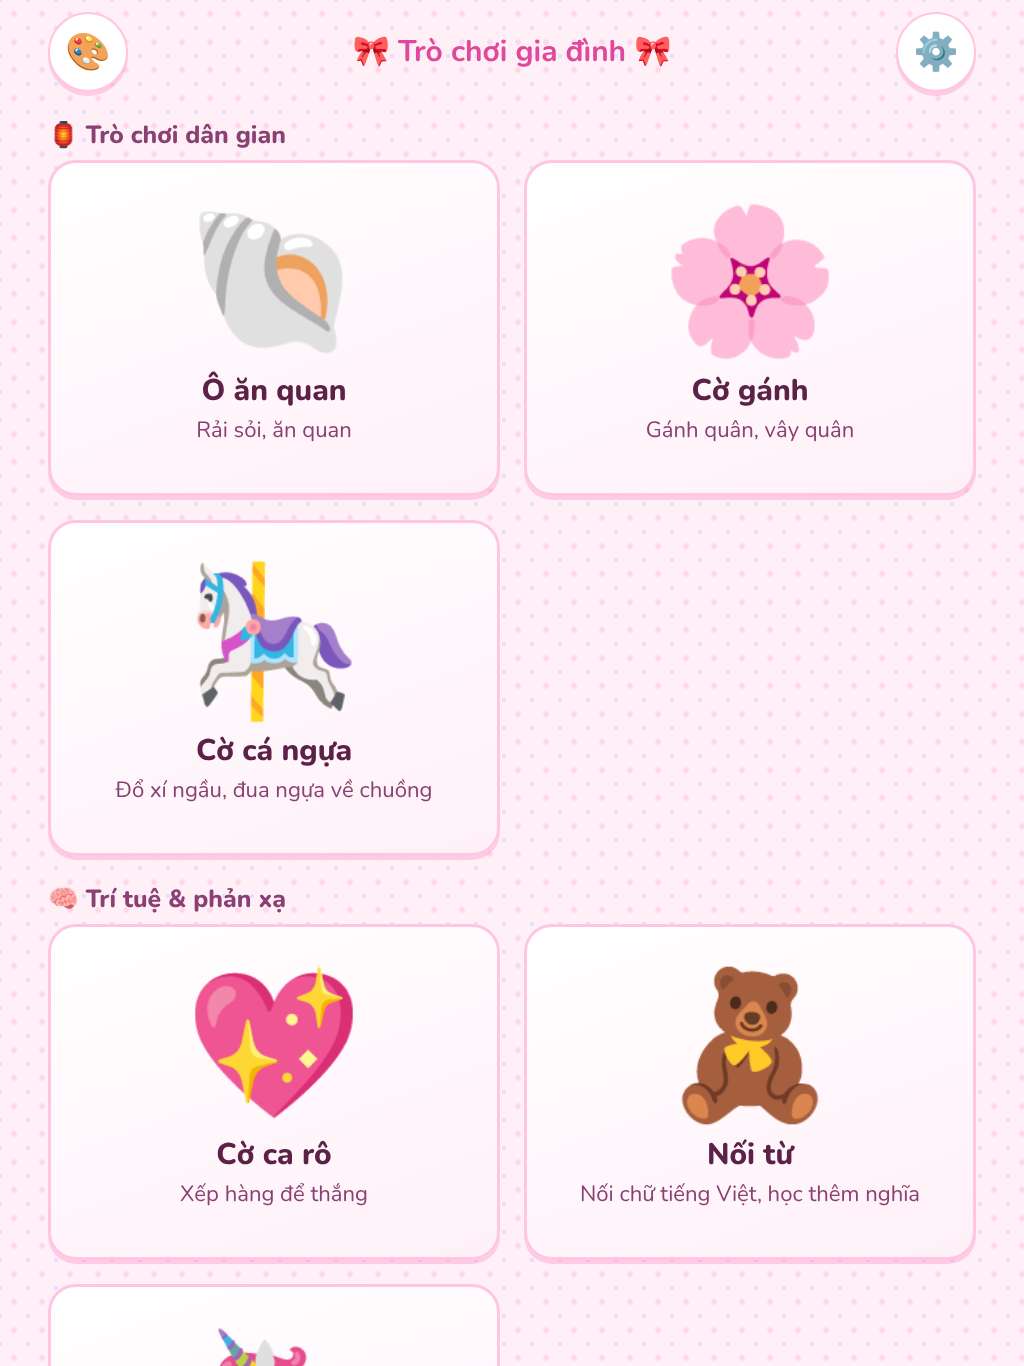 Trò chơi gia đình
Trò chơi dân gian
Ô ăn quan
Rải sỏi, ăn quan
Cờ gánh
Gánh quân, vây quân
Cờ cá ngựa
Đổ xí ngầu, đua ngựa về chuồng
Trí tuệ & phản xạ
Cờ ca rô
Xếp hàng để thắng
Nối từ
Nối chữ tiếng Việt, học thêm nghĩa